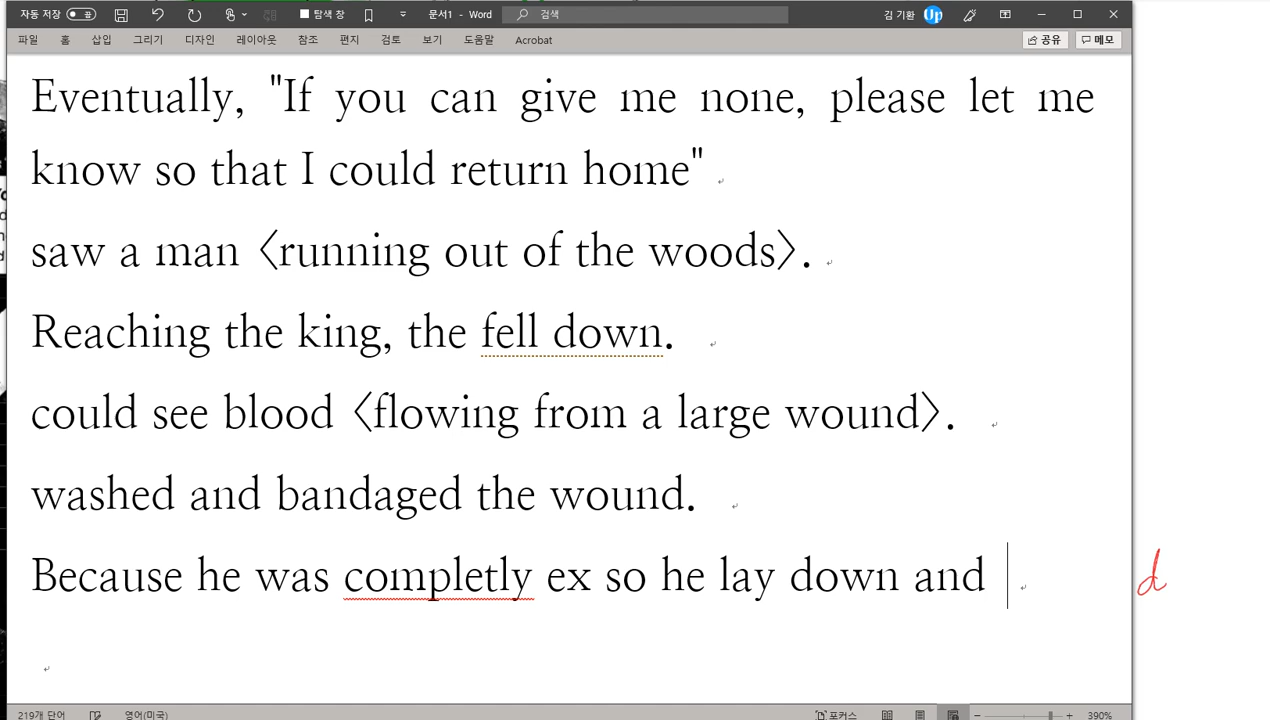 자동 저장 탐색 창 문서1 - Word 검색 김 기환 Up
파일 홈 삽입 그리기 디자인 레이아웃 참조 편지 검토 보기 도움말 Acrobat 공유 메모
Eventually, "If you can give me none, please let me
know so that I could return home"
saw a man 〈running out of the woods〉.
Reaching the king, the fell down.
could see blood 〈flowing from a large wound〉.
washed and bandaged the wound.
Because he was completly ex so he lay down and
d
219개 단어 영어(미국) 포커스 390%